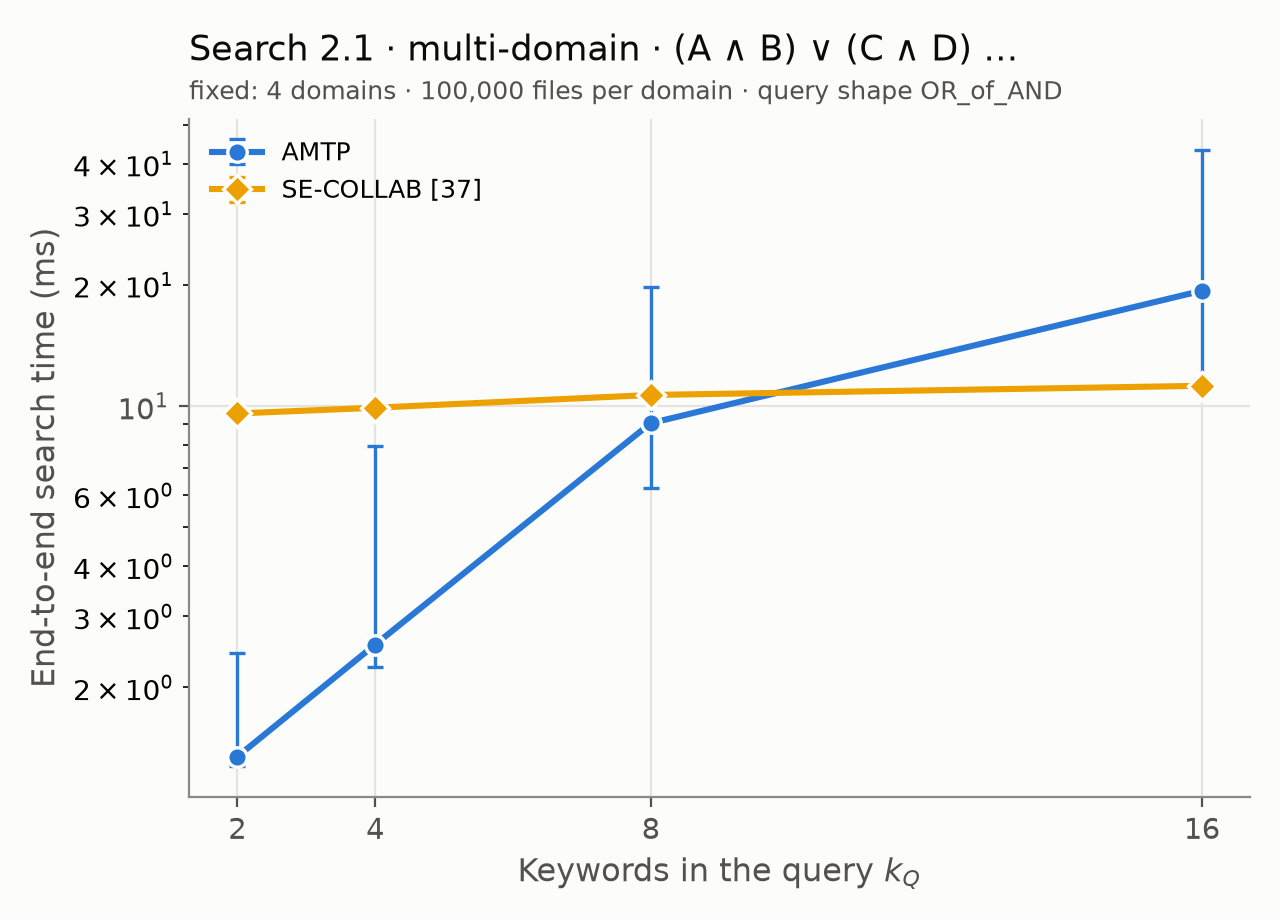 Search 2.1 · multi-domain · (A ∧ B) ∨ (C ∧ D) ...
fixed: 4 domains · 100,000 files per domain · query shape OR_of_AND
AMTP
SE-COLLAB [37]
End-to-end search time (ms)
4 × 10¹
3 × 10¹
2 × 10¹
10¹
6 × 10⁰
4 × 10⁰
3 × 10⁰
2 × 10⁰
2 4 8 16
Keywords in the query k_Q